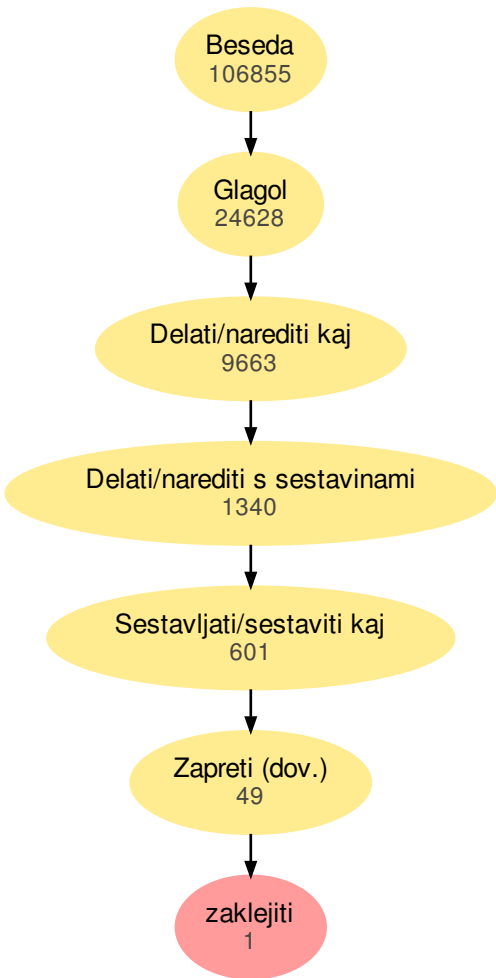 Beseda
106855
Glagol
24628
Delati/narediti kaj
9663
Delati/narediti s sestavinami
1340
Sestavljati/sestaviti kaj
601
Zapreti (dov.)
49
zaklejiti
1